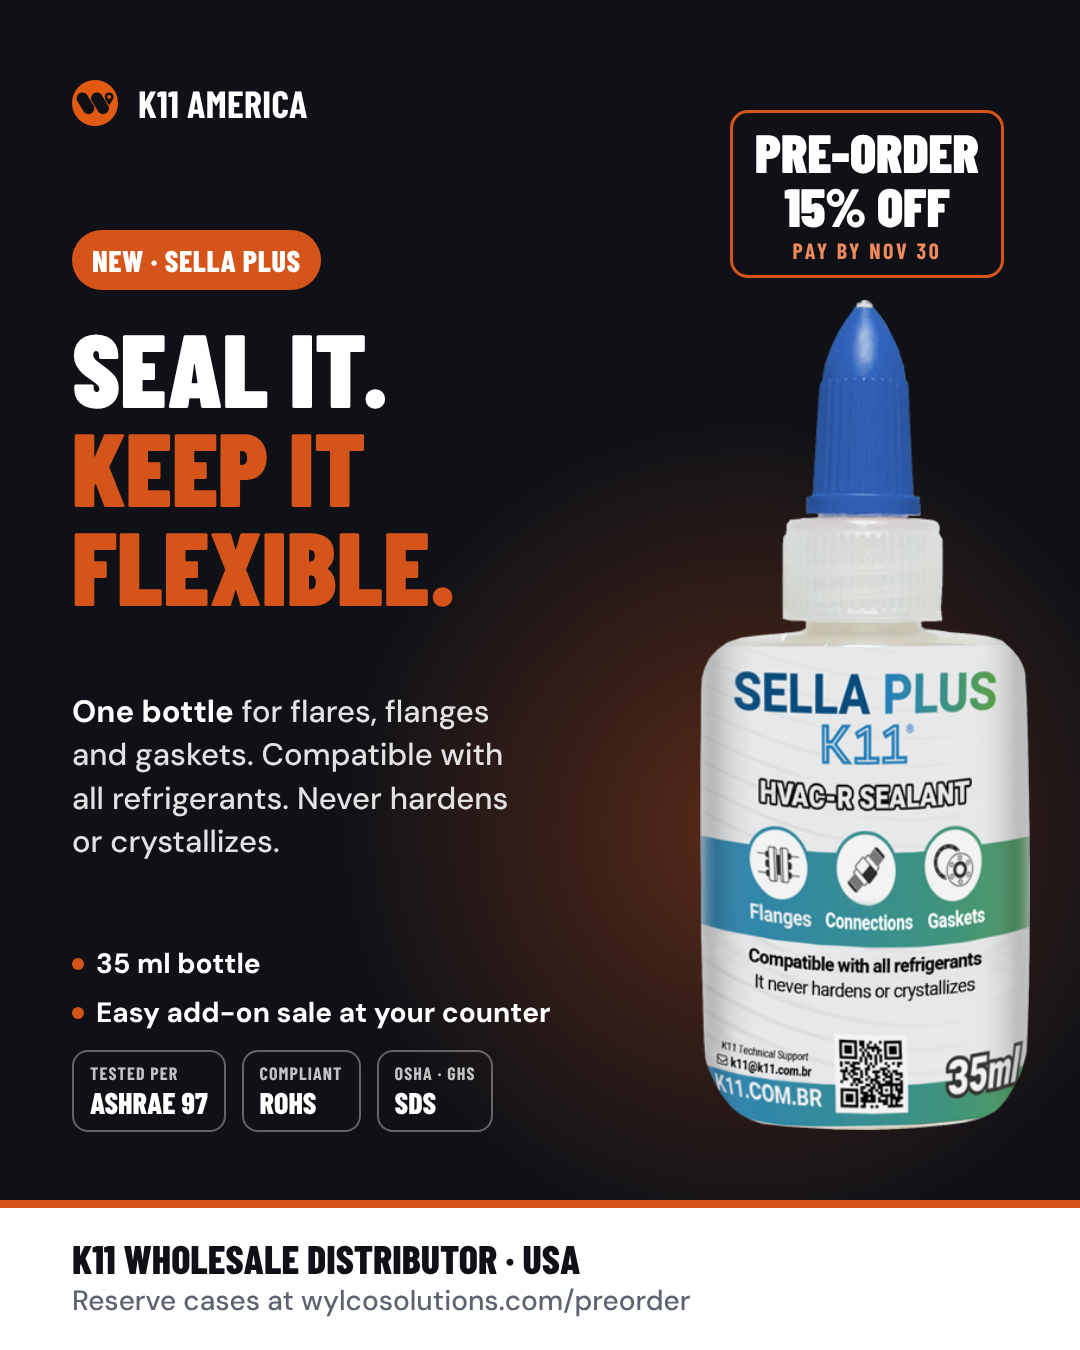 K11 AMERICA
PRE-ORDER
15% OFF
PAY BY NOV 30
NEW · SELLA PLUS
SEAL IT.
KEEP IT
FLEXIBLE.
One bottle for flares, flanges
and gaskets. Compatible with
all refrigerants. Never hardens
or crystallizes.
35 ml bottle
Easy add-on sale at your counter
TESTED PER
ASHRAE 97
COMPLIANT
ROHS
OSHA · GHS
SDS
SELLA PLUS
K11®
HVAC-R SEALANT
Flanges Connections Gaskets
Compatible with all refrigerants
It never hardens or crystallizes
K11 Technical Support
k11@k11.com.br
K11.COM.BR
35ml
K11 WHOLESALE DISTRIBUTOR · USA
Reserve cases at wylcosolutions.com/preorder